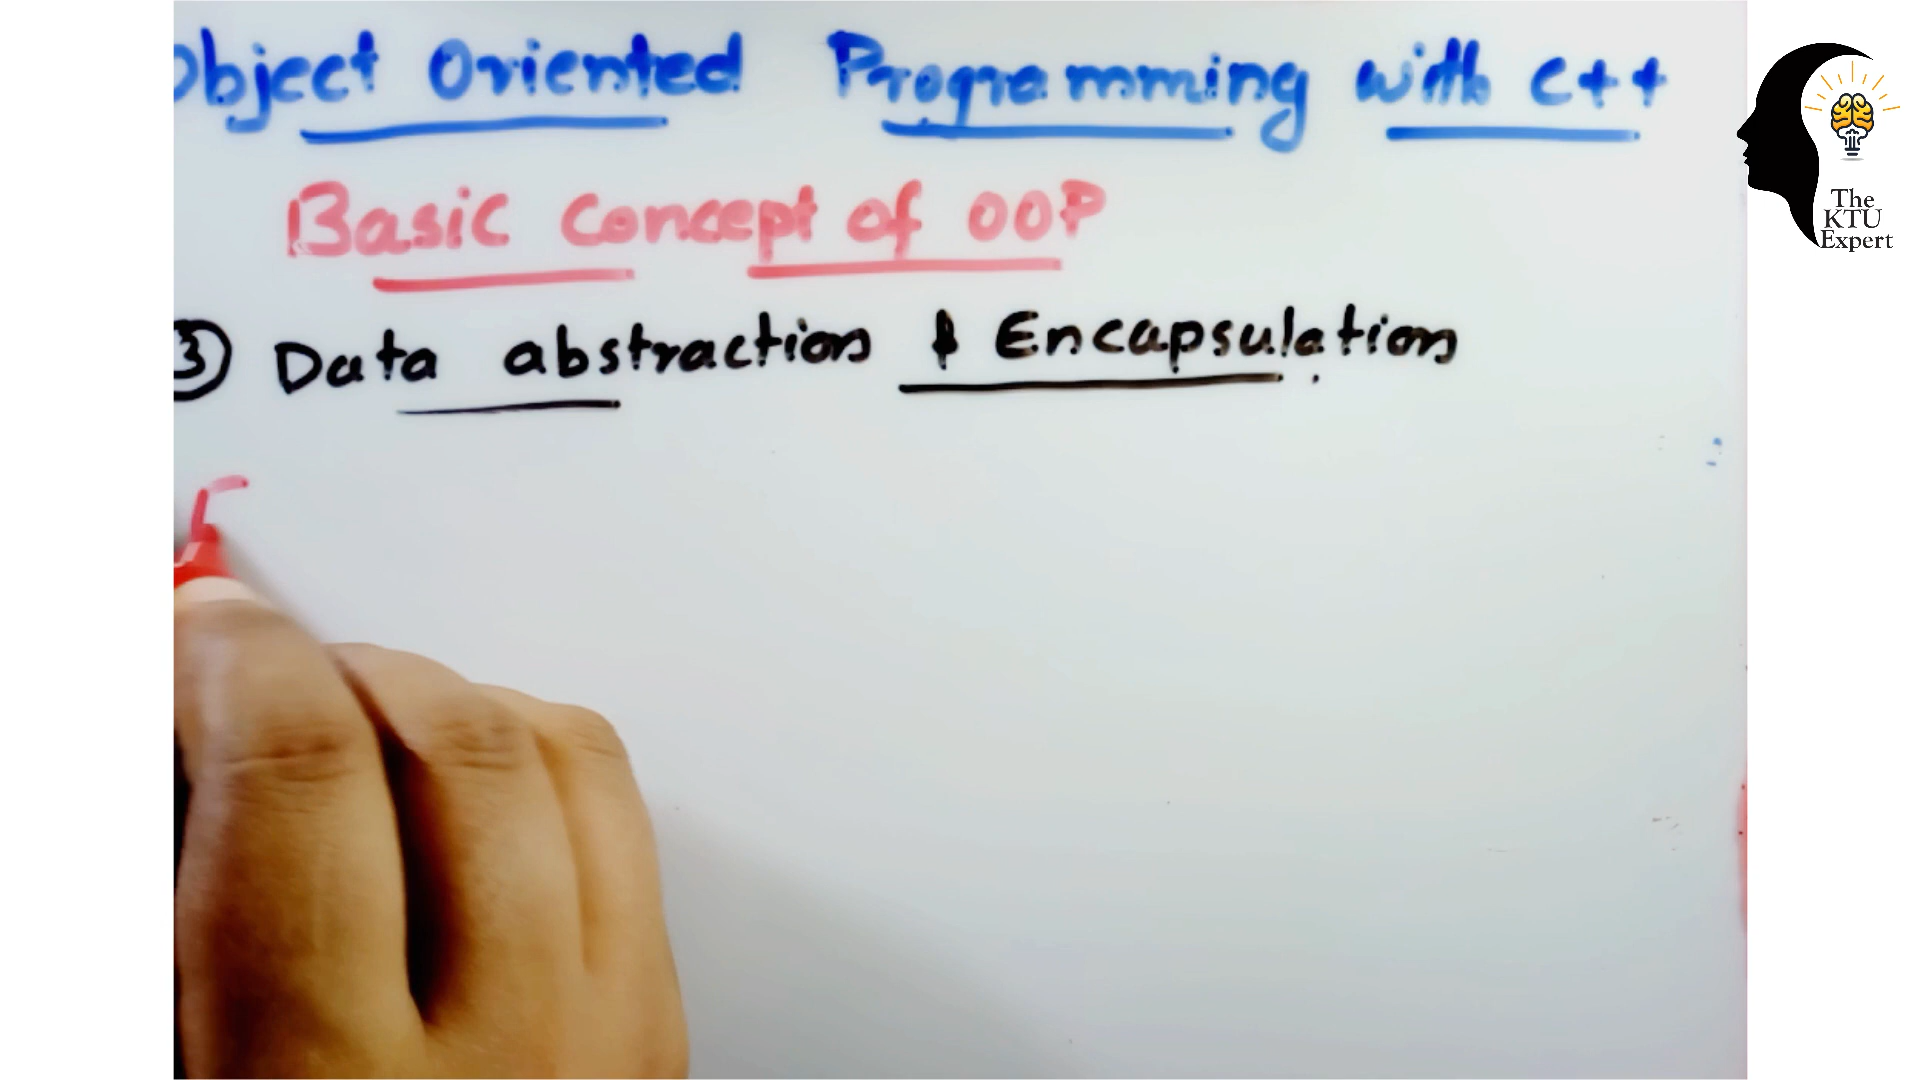 Object Oriented Programming with C++
Basic Concept of OOP
③ Data abstraction & Encapsulation
The
KTU
Expert